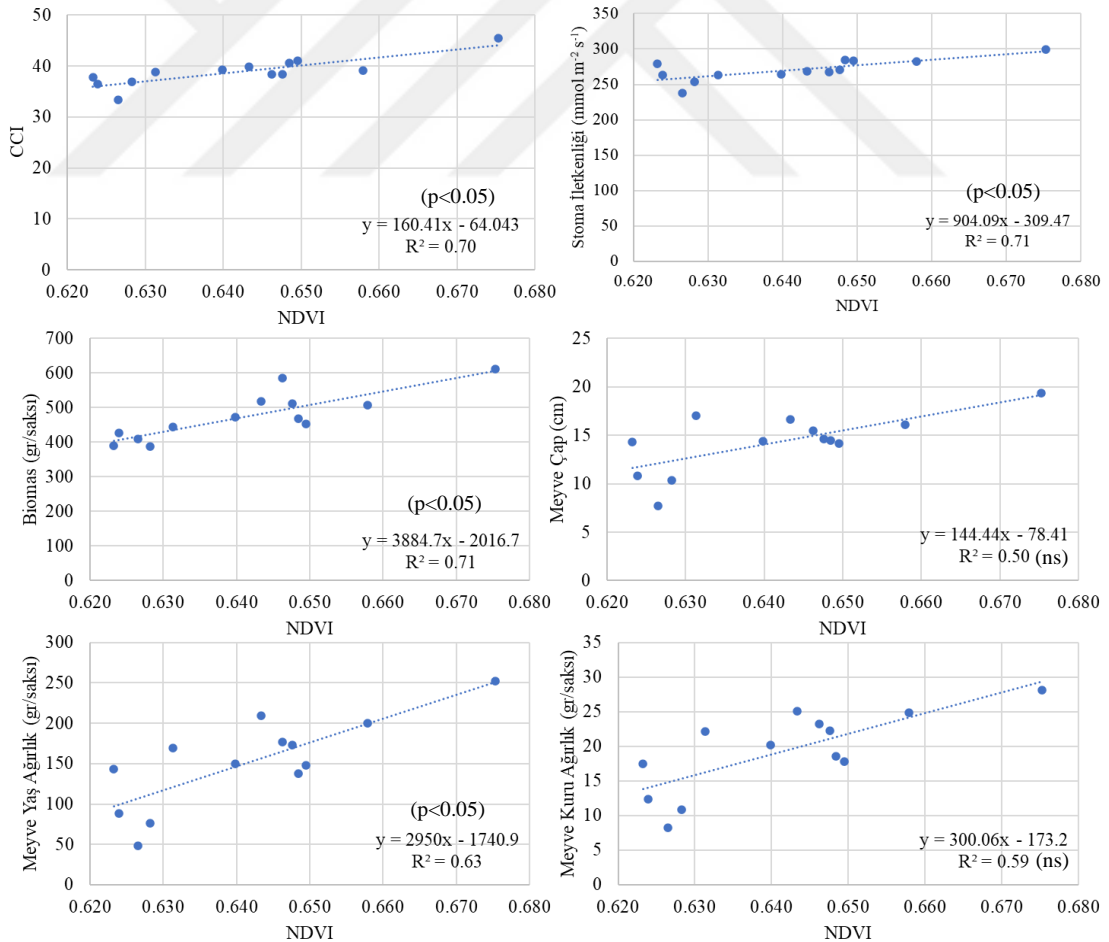 50
40
30
20
10
0
CCI
(p<0.05)
y = 160.41x - 64.043
R² = 0.70
0.620 0.630 0.640 0.650 0.660 0.670 0.680
NDVI
350
300
250
200
150
100
50
0
Stoma İletkenliği (mmol m⁻² s⁻¹)
(p<0.05)
y = 904.09x - 309.47
R² = 0.71
0.620 0.630 0.640 0.650 0.660 0.670 0.680
NDVI
700
600
500
400
300
200
100
0
Biomas (gr/saksı)
(p<0.05)
y = 3884.7x - 2016.7
R² = 0.71
0.620 0.630 0.640 0.650 0.660 0.670 0.680
NDVI
25
20
15
10
5
0
Meyve Çap (cm)
y = 144.44x - 78.41
R² = 0.50 (ns)
0.620 0.630 0.640 0.650 0.660 0.670 0.680
NDVI
300
250
200
150
100
50
0
Meyve Yaş Ağırlık (gr/saksı)
(p<0.05)
y = 2950x - 1740.9
R² = 0.63
0.620 0.630 0.640 0.650 0.660 0.670 0.680
NDVI
35
30
25
20
15
10
5
0
Meyve Kuru Ağırlık (gr/saksı)
y = 300.06x - 173.2
R² = 0.59 (ns)
0.620 0.630 0.640 0.650 0.660 0.670 0.680
NDVI